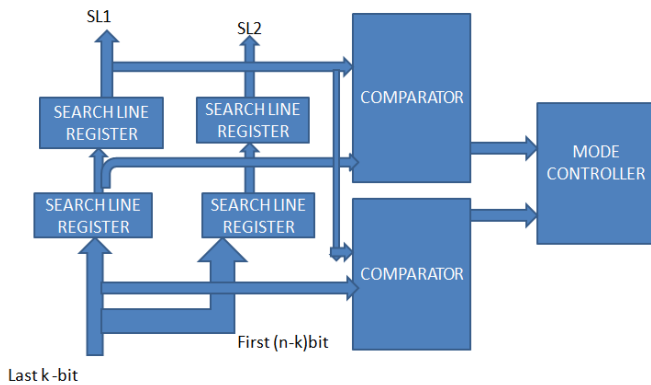 SL1
SL2
SEARCH LINE
REGISTER
SEARCH LINE
REGISTER
COMPARATOR
MODE
CONTROLLER
SEARCH LINE
REGISTER
SEARCH LINE
REGISTER
COMPARATOR
First (n-k)bit
Last k -bit